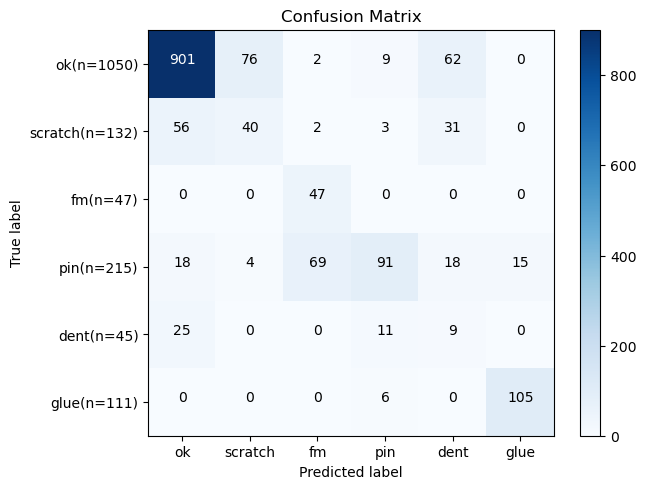 Confusion Matrix
ok(n=1050) 901 76 2 9 62 0
scratch(n=132) 56 40 2 3 31 0
fm(n=47) 0 0 47 0 0 0
pin(n=215) 18 4 69 91 18 15
dent(n=45) 25 0 0 11 9 0
glue(n=111) 0 0 0 6 0 105
ok scratch fm pin dent glue
Predicted label
True label
800
600
400
200
0